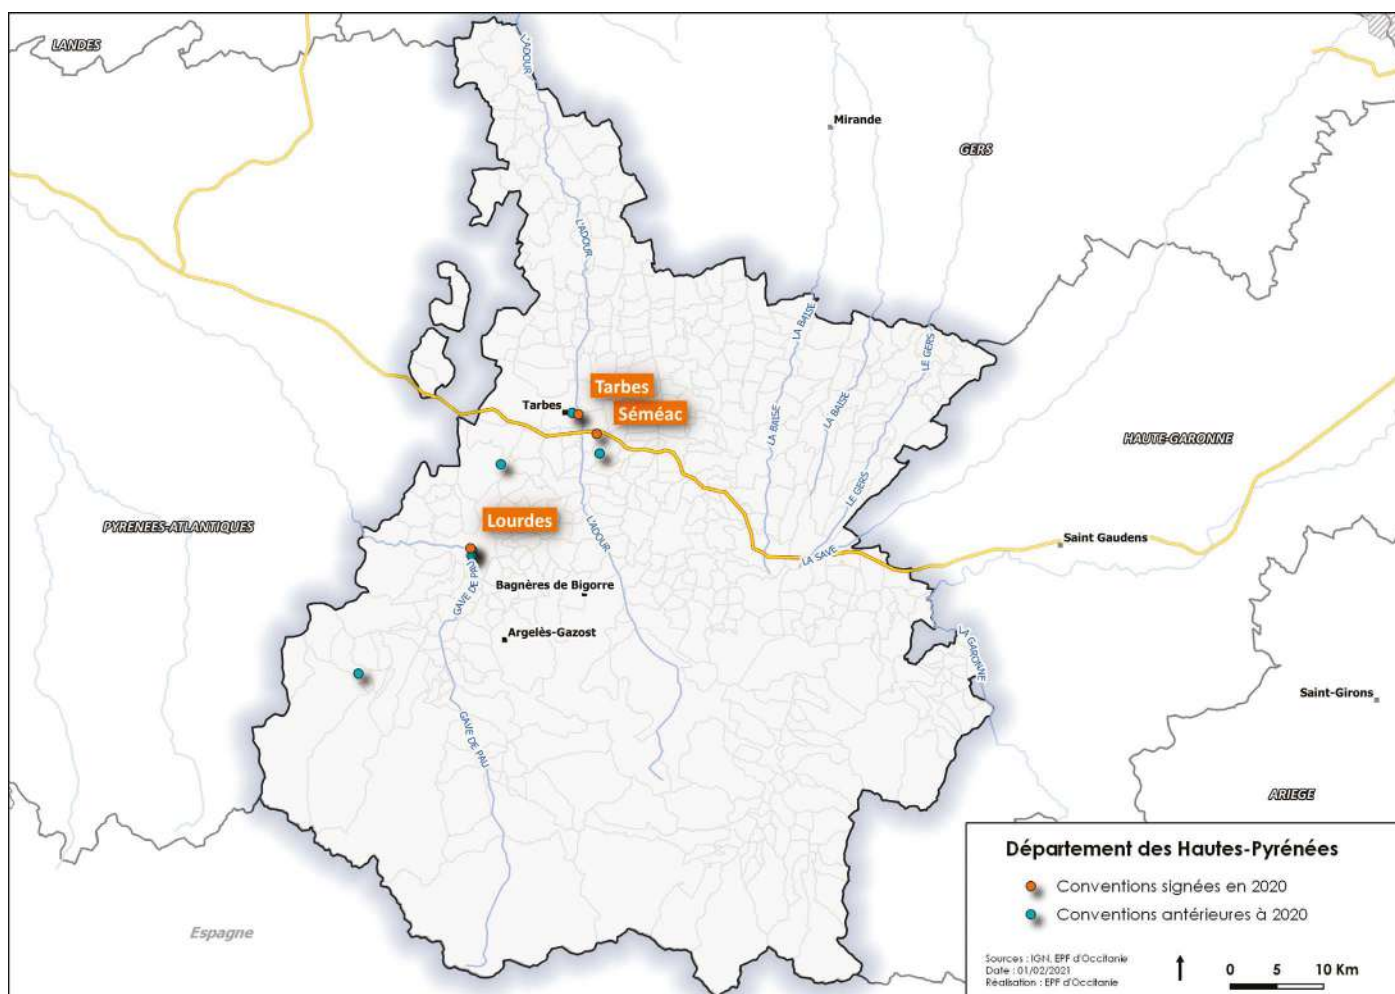 LANDES
L'ADOUR
Mirande
GERS
L'ADOUR
LA BAISE
LA BAISE
LE GERS
Tarbes
Tarbes
Séméac
LA BAISE
HAUTE-GARONNE
LE GERS
Lourdes
PYRENEES-ATLANTIQUES
L'ADOUR
Saint Gaudens
LA SAVE
GAVE DE PAU
Bagnères de Bigorre
Argelès-Gazost
LA GARONNE
Saint-Girons
GAVE DE PAU
ARIEGE
Espagne
Département des Hautes-Pyrénées
Conventions signées en 2020
Conventions antérieures à 2020
Sources : IGN, EPF d'Occitanie
Date : 01/02/2021
Réalisation : EPF d'Occitanie
0 5 10 Km